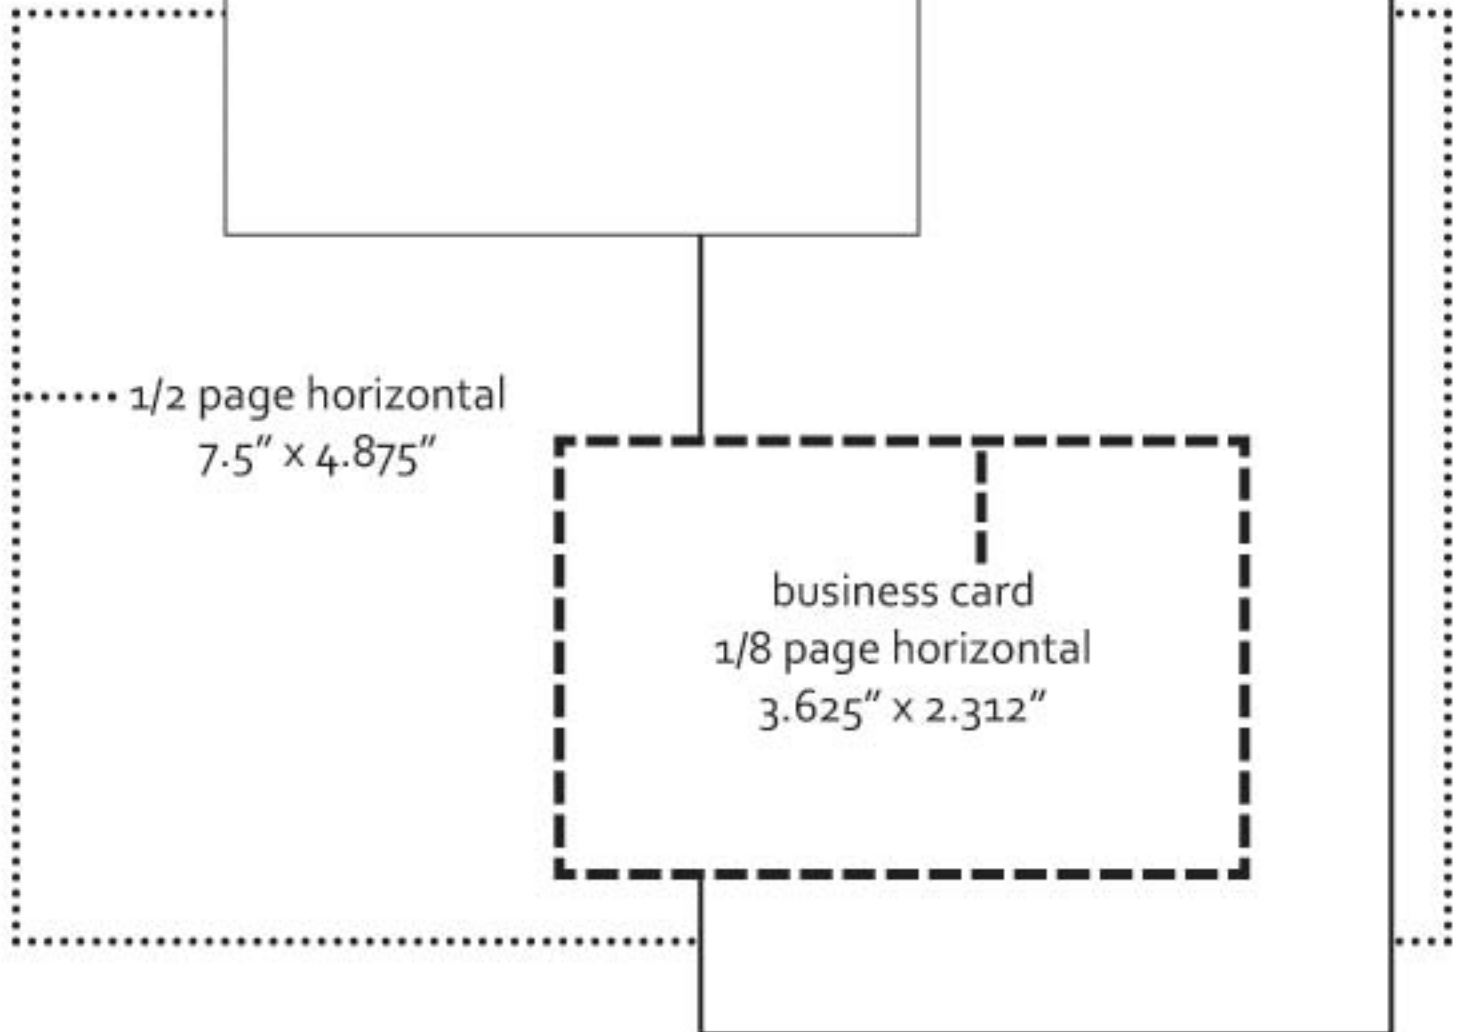 1/2 page horizontal
7.5" x 4.875"
business card
1/8 page horizontal
3.625" x 2.312"